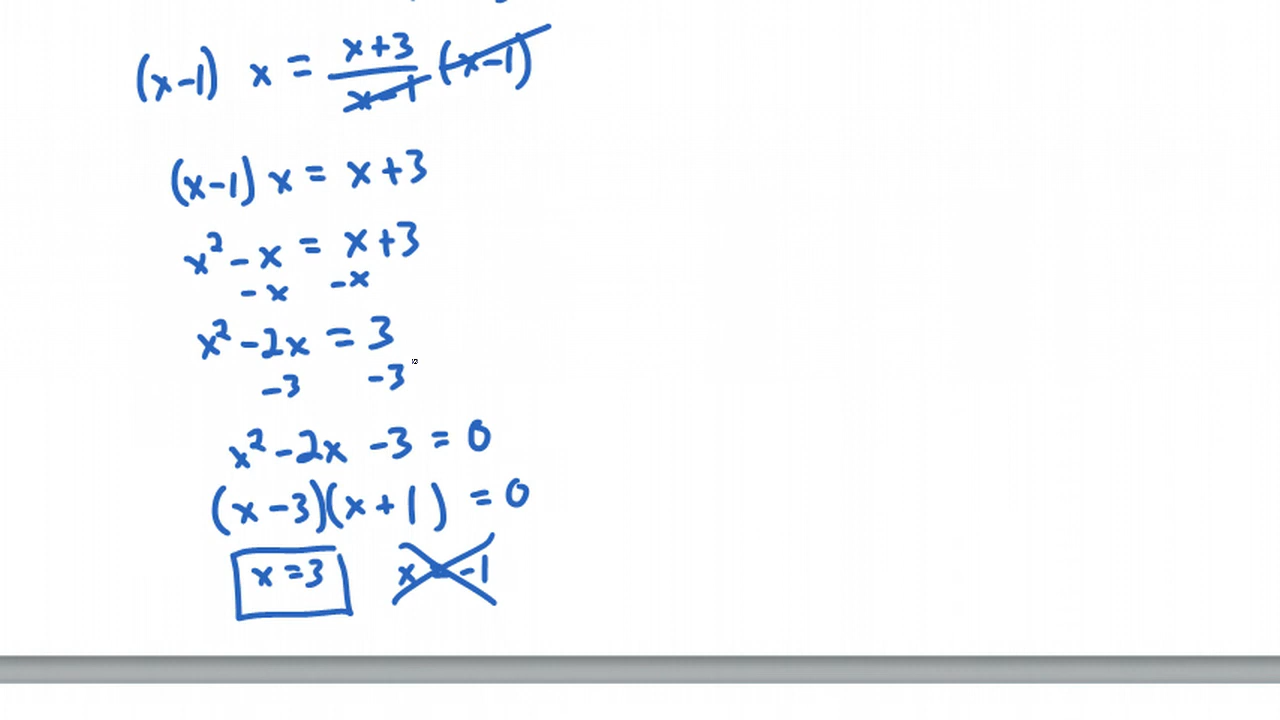 (x-1) x = x+3/x-1 (x-1)
(x-1) x = x+3
x² - x = x+3
-x -x
x² - 2x = 3
-3 -3
x² - 2x - 3 = 0
(x-3)(x+1) = 0
x = 3 x = -1